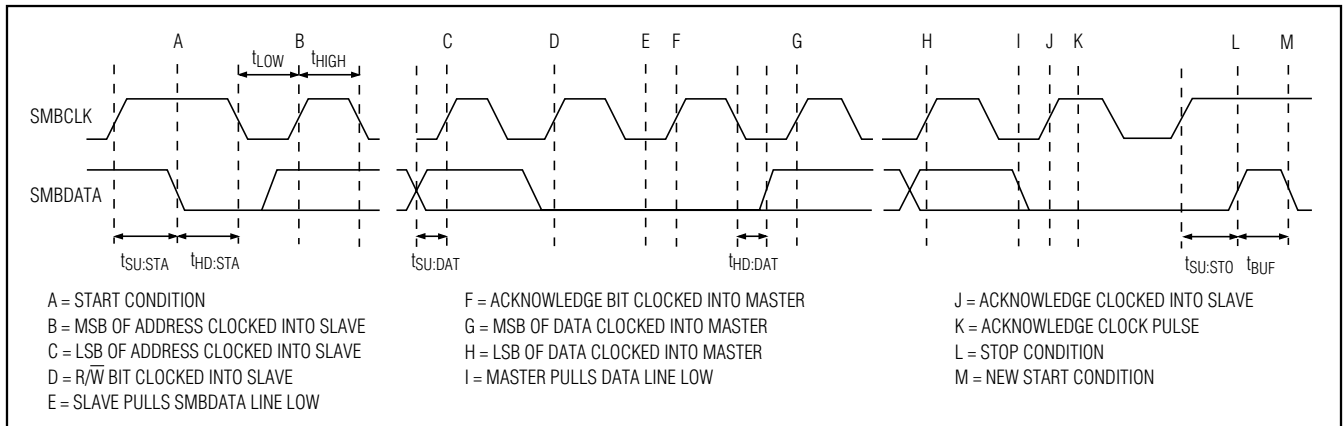 A B C D E F G H I J K L M
tLOW tHIGH
SMBCLK
SMBDATA
tSU:STA tHD:STA tSU:DAT tHD:DAT tSU:STO tBUF
A = START CONDITION
B = MSB OF ADDRESS CLOCKED INTO SLAVE
C = LSB OF ADDRESS CLOCKED INTO SLAVE
D = R/W̅ BIT CLOCKED INTO SLAVE
E = SLAVE PULLS SMBDATA LINE LOW
F = ACKNOWLEDGE BIT CLOCKED INTO MASTER
G = MSB OF DATA CLOCKED INTO MASTER
H = LSB OF DATA CLOCKED INTO MASTER
I = MASTER PULLS DATA LINE LOW
J = ACKNOWLEDGE CLOCKED INTO SLAVE
K = ACKNOWLEDGE CLOCK PULSE
L = STOP CONDITION
M = NEW START CONDITION